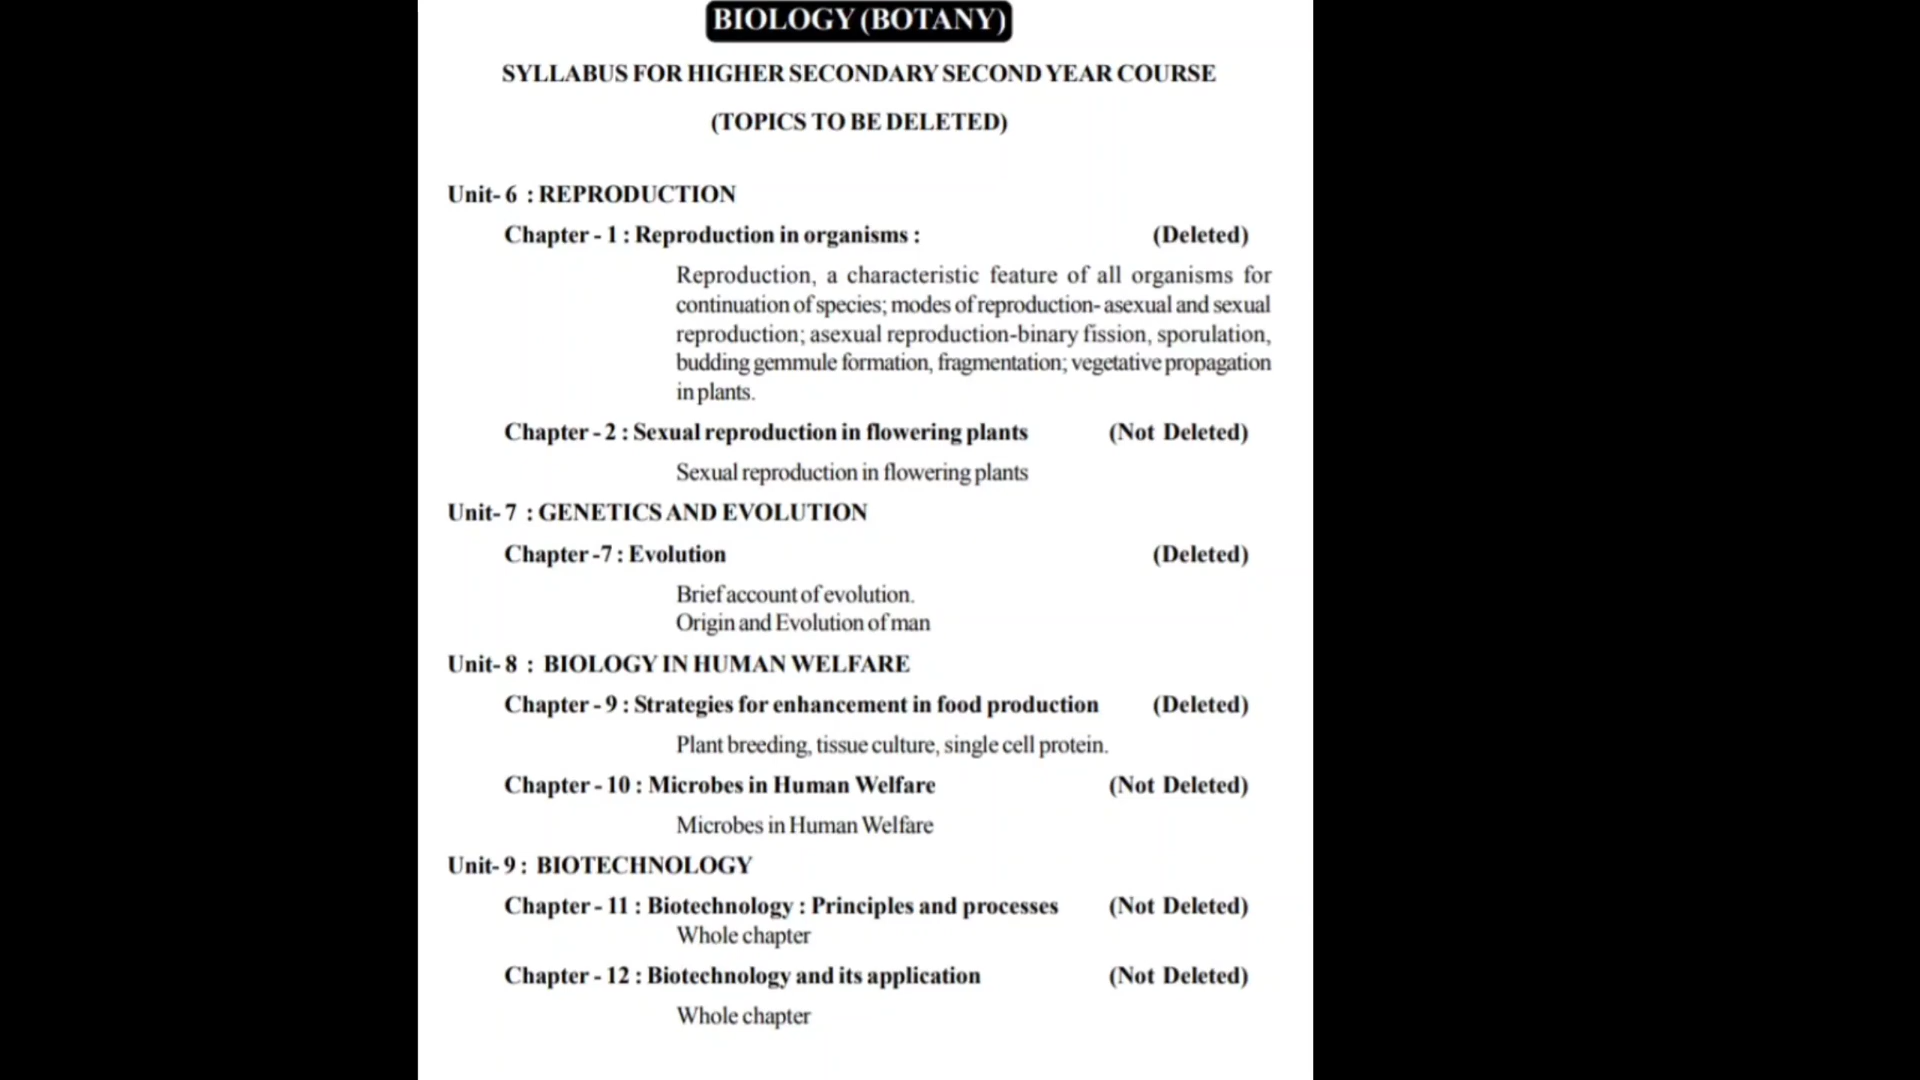 BIOLOGY (BOTANY)
SYLLABUS FOR HIGHER SECONDARY SECOND YEAR COURSE
(TOPICS TO BE DELETED)
Unit- 6 : REPRODUCTION
Chapter - 1 : Reproduction in organisms : (Deleted)
Reproduction, a characteristic feature of all organisms for
continuation of species; modes of reproduction- asexual and sexual
reproduction; asexual reproduction-binary fission, sporulation,
budding gemmule formation, fragmentation; vegetative propagation
in plants.
Chapter - 2 : Sexual reproduction in flowering plants (Not Deleted)
Sexual reproduction in flowering plants
Unit- 7 : GENETICS AND EVOLUTION
Chapter -7 : Evolution (Deleted)
Brief account of evolution.
Origin and Evolution of man
Unit- 8 : BIOLOGY IN HUMAN WELFARE
Chapter - 9 : Strategies for enhancement in food production (Deleted)
Plant breeding, tissue culture, single cell protein.
Chapter - 10 : Microbes in Human Welfare (Not Deleted)
Microbes in Human Welfare
Unit- 9 : BIOTECHNOLOGY
Chapter - 11 : Biotechnology : Principles and processes (Not Deleted)
Whole chapter
Chapter - 12 : Biotechnology and its application (Not Deleted)
Whole chapter